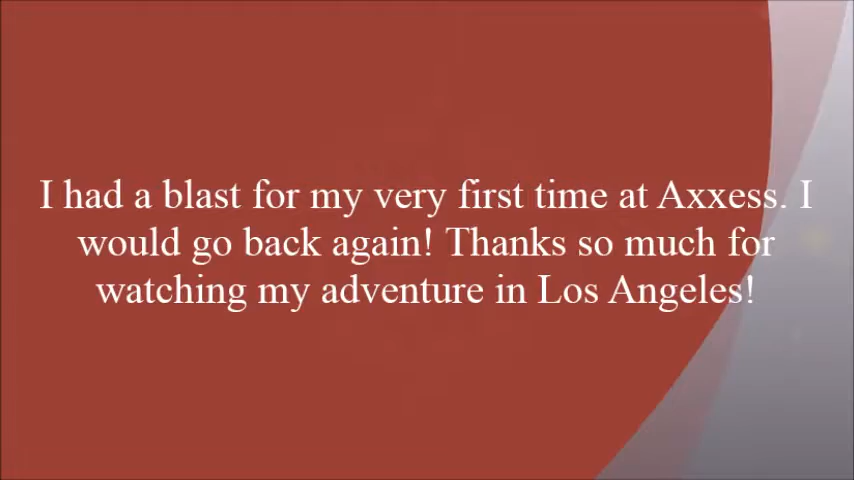 I had a blast for my very first time at Axxess. I
would go back again! Thanks so much for
watching my adventure in Los Angeles!